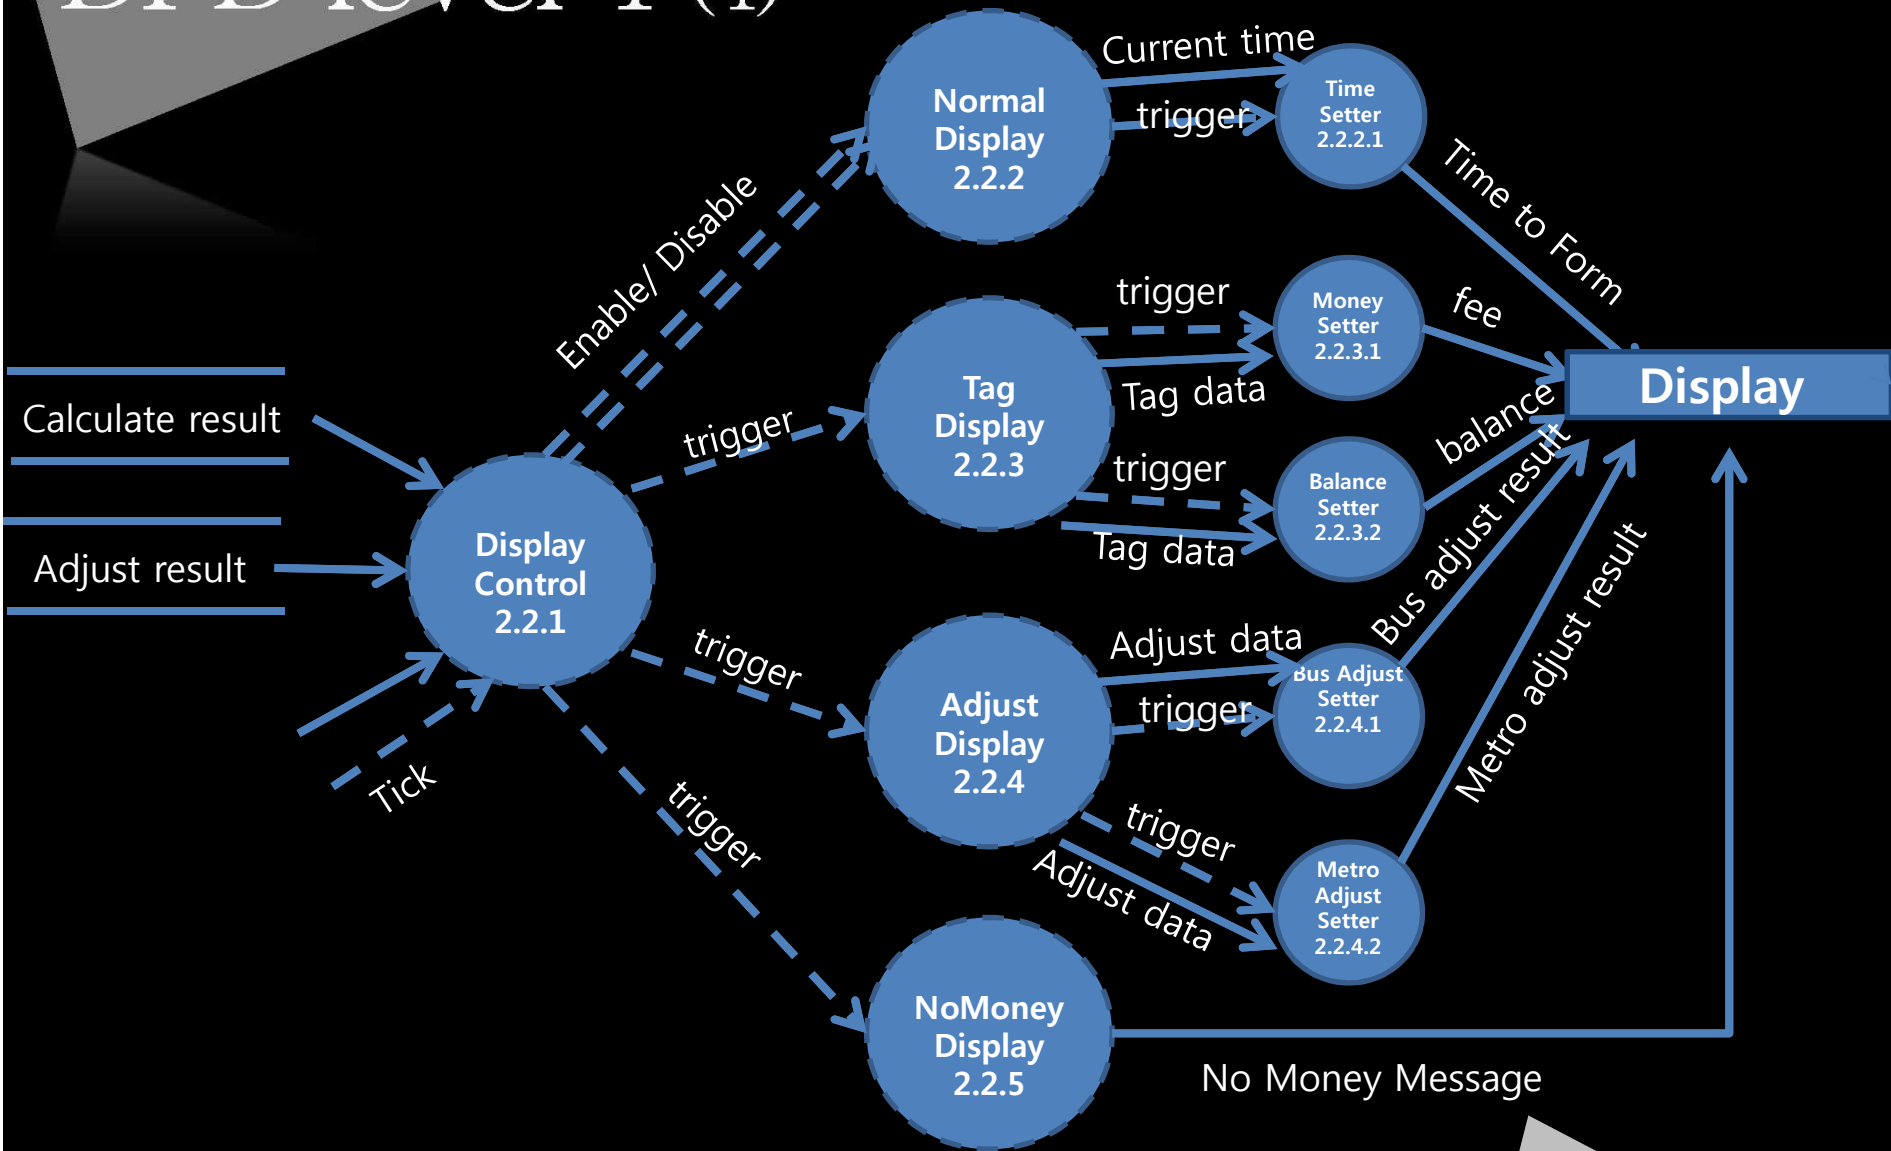 DFD level 4 (4)
Current time
trigger
Normal
Display
2.2.2
Time
Setter
2.2.2.1
Time to Form
Enable/ Disable
trigger
Money
Setter
2.2.3.1
fee
Tag data
Tag
Display
2.2.3
trigger
Display
balance
Calculate result
trigger
Balance
Setter
2.2.3.2
Tag data
Bus adjust result
Adjust result
Display
Control
2.2.1
Metro adjust result
trigger
Adjust data
Bus Adjust
Setter
2.2.4.1
trigger
Adjust
Display
2.2.4
Tick
trigger
trigger
Adjust data
Metro
Adjust
Setter
2.2.4.2
NoMoney
Display
2.2.5
No Money Message